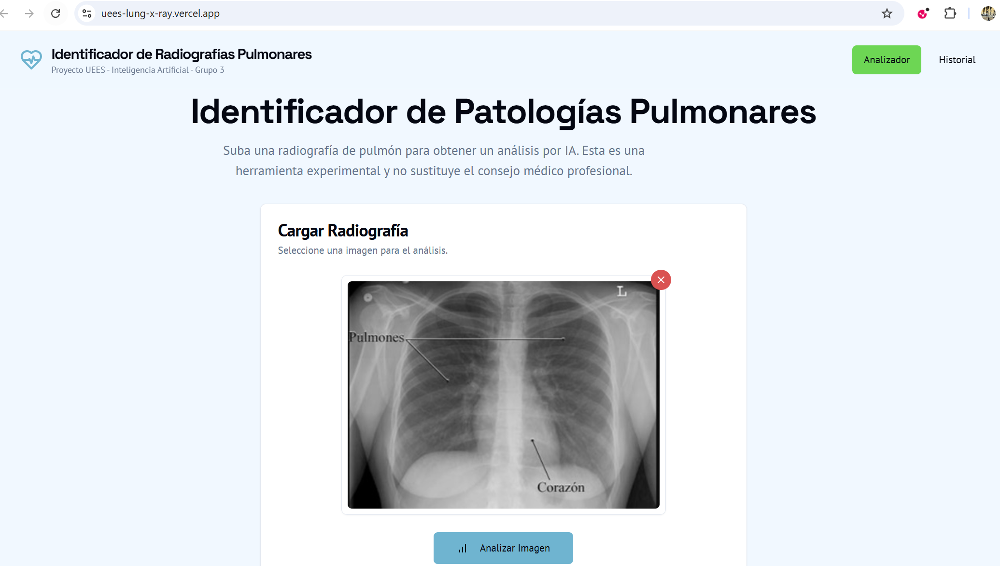 uees-lung-x-ray.vercel.app
Identificador de Radiografías Pulmonares
Proyecto UEES - Inteligencia Artificial - Grupo 3
Analizador
Historial
Identificador de Patologías Pulmonares
Suba una radiografía de pulmón para obtener un análisis por IA. Esta es una
herramienta experimental y no sustituye el consejo médico profesional.
Cargar Radiografía
Seleccione una imagen para el análisis.
L
Pulmones
Corazón
Analizar Imagen